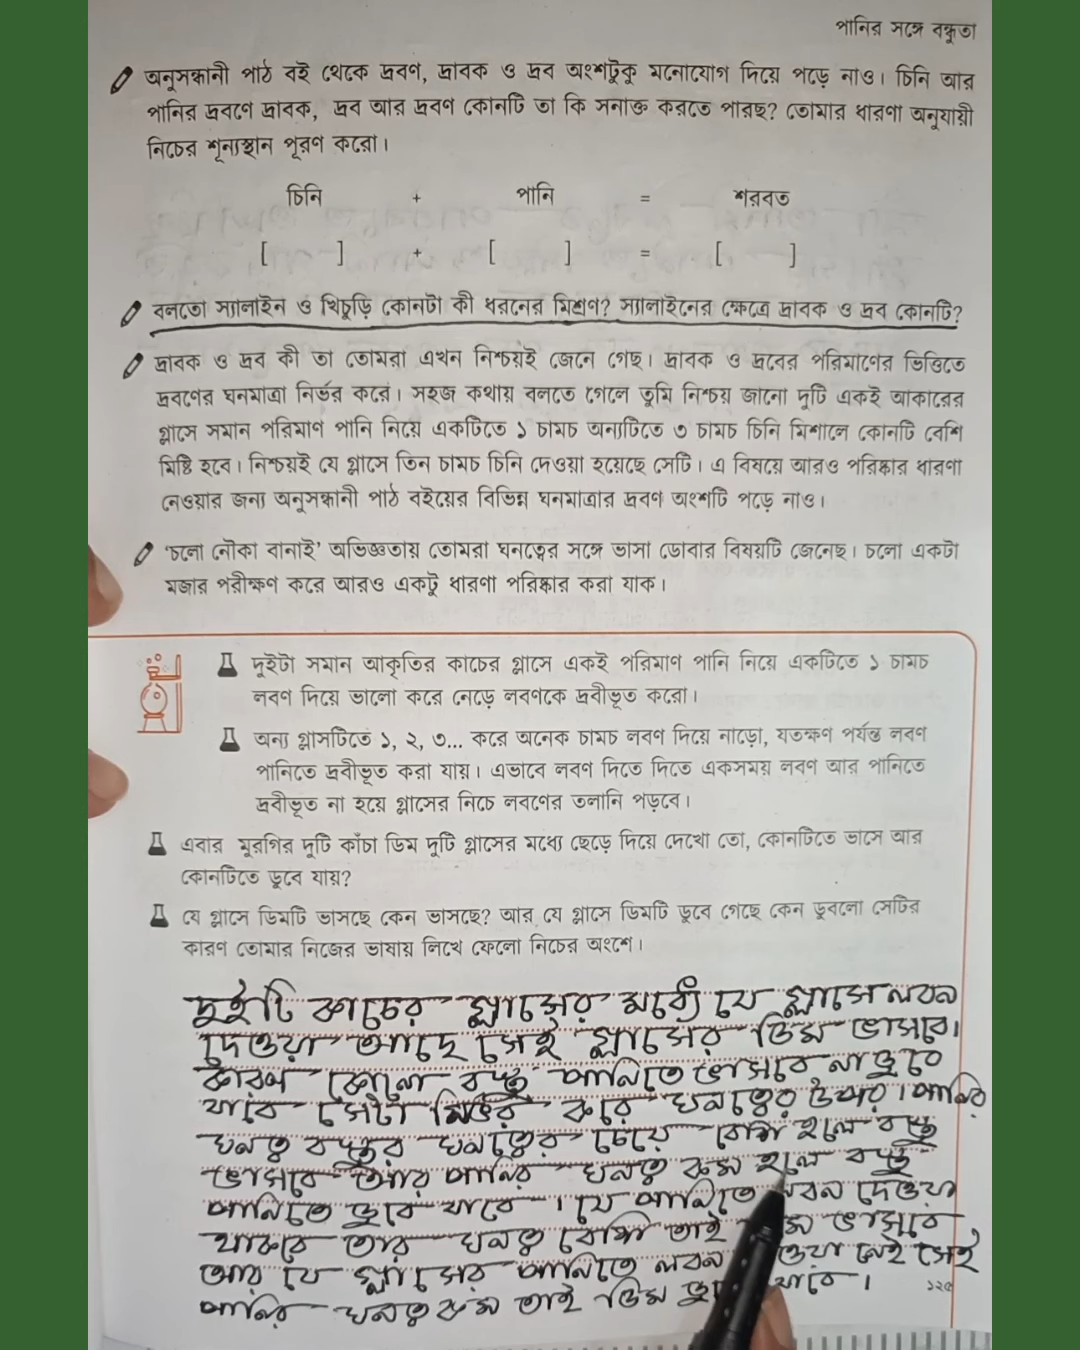 পানির সঙ্গে বন্ধুতা
অনুসন্ধানী পাঠ বই থেকে দ্রবণ, দ্রাবক ও দ্রব অংশটুকু মনোযোগ দিয়ে পড়ে নাও। চিনি আর
পানির দ্রবণে দ্রাবক, দ্রব আর দ্রবণ কোনটি তা কি সনাক্ত করতে পারছ? তোমার ধারণা অনুযায়ী
নিচের শূন্যস্থান পূরণ করো।
চিনি + পানি = শরবত
[ ] + [ ] = [ ]
বলতো স্যালাইন ও খিচুড়ি কোনটা কী ধরনের মিশ্রণ? স্যালাইনের ক্ষেত্রে দ্রাবক ও দ্রব কোনটি?
দ্রাবক ও দ্রব কী তা তোমরা এখন নিশ্চয়ই জেনে গেছ। দ্রাবক ও দ্রবের পরিমাণের ভিত্তিতে
দ্রবণের ঘনমাত্রা নির্ভর করে। সহজ কথায় বলতে গেলে তুমি নিশ্চয় জানো দুটি একই আকারের
গ্লাসে সমান পরিমাণ পানি নিয়ে একটিতে ১ চামচ অন্যটিতে ৩ চামচ চিনি মিশালে কোনটি বেশি
মিষ্টি হবে। নিশ্চয়ই যে গ্লাসে তিন চামচ চিনি দেওয়া হয়েছে সেটি। এ বিষয়ে আরও পরিষ্কার ধারণা
নেওয়ার জন্য অনুসন্ধানী পাঠ বইয়ের বিভিন্ন ঘনমাত্রার দ্রবণ অংশটি পড়ে নাও।
'চলো নৌকা বানাই' অভিজ্ঞতায় তোমরা ঘনত্বের সঙ্গে ভাসা ডোবার বিষয়টি জেনেছ। চলো একটা
মজার পরীক্ষণ করে আরও একটু ধারণা পরিষ্কার করা যাক।
দুইটা সমান আকৃতির কাচের গ্লাসে একই পরিমাণ পানি নিয়ে একটিতে ১ চামচ
লবণ দিয়ে ভালো করে নেড়ে লবণকে দ্রবীভূত করো।
অন্য গ্লাসটিতে ১, ২, ৩... করে অনেক চামচ লবণ দিয়ে নাড়ো, যতক্ষণ পর্যন্ত লবণ
পানিতে দ্রবীভূত করা যায়। এভাবে লবণ দিতে দিতে একসময় লবণ আর পানিতে
দ্রবীভূত না হয়ে গ্লাসের নিচে লবণের তলানি পড়বে।
এবার মুরগির দুটি কাঁচা ডিম দুটি গ্লাসের মধ্যে ছেড়ে দিয়ে দেখো তো, কোনটিতে ভাসে আর
কোনটিতে ডুবে যায়?
যে গ্লাসে ডিমটি ভাসছে কেন ভাসছে? আর যে গ্লাসে ডিমটি ডুবে গেছে কেন ডুবলো সেটির
কারণ তোমার নিজের ভাষায় লিখে ফেলো নিচের অংশে।
দুইটি কাচের গ্লাসের মধ্যে যে গ্লাসে লবন
দেওয়া আছে সেই গ্লাসের ডিম ভাসবে।
কারণ কোনো বস্তু পানিতে ভাসবে না ডুবে
যাবে সেটা নির্ভর করে ঘনত্বের উপর। পানির
ঘনত্ব বস্তুর ঘনত্বের চেয়ে বেশি হলে বস্তু
ভাসবে আর পানির ঘনত্ব কম হলে বস্তু
পানিতে ডুবে যাবে। যে পানিতে লবন দেওয়া
থাকবে তার ঘনত্ব বেশি তাই ভাসবে
আর যে গ্লাসের পানিতে লবন নেই সেই
পানির ঘনত্ব কম তাই ডিম যাবে।
১২৫